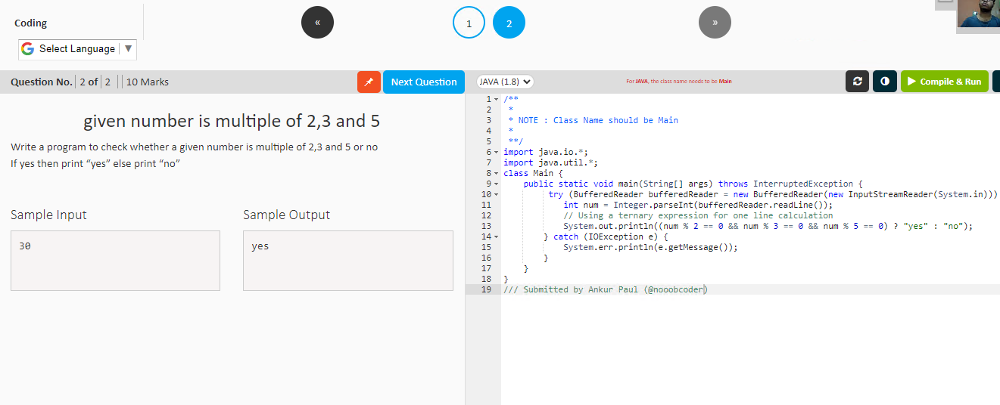 Coding
«
1
2
»
Select Language ▼
Question No. 2 of 2 10 Marks
Next Question
JAVA (1.8)
For JAVA, the class name needs to be Main
Compile & Run
given number is multiple of 2,3 and 5
Write a program to check whether a given number is multiple of 2,3 and 5 or no
If yes then print “yes” else print “no”
Sample Input
Sample Output
30
yes
1 /**
2 *
3 * NOTE : Class Name should be Main
4 *
5 **/
6 import java.io.*;
7 import java.util.*;
8 class Main {
9 public static void main(String[] args) throws InterruptedException {
10 try (BufferedReader bufferedReader = new BufferedReader(new InputStreamReader(System.in)))
11 int num = Integer.parseInt(bufferedReader.readLine());
12 // Using a ternary expression for one line calculation
13 System.out.println((num % 2 == 0 && num % 3 == 0 && num % 5 == 0) ? "yes" : "no");
14 } catch (IOException e) {
15 System.err.println(e.getMessage());
16 }
17 }
18 }
19 /// Submitted by Ankur Paul (@nooobcoder)